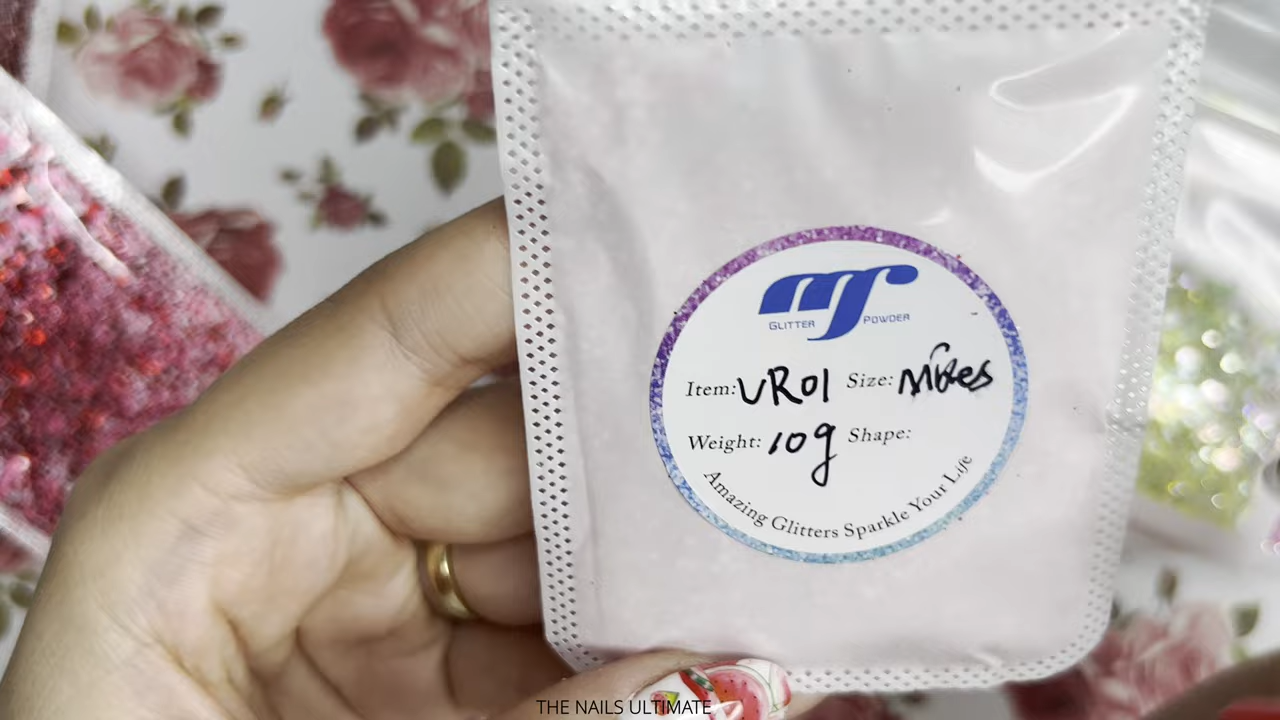 GLITTER POWDER
Item: VR01 Size: Mixes
Weight: 10g Shape:
Amazing Glitters Sparkle Your Life
THE NAILS ULTIMATE